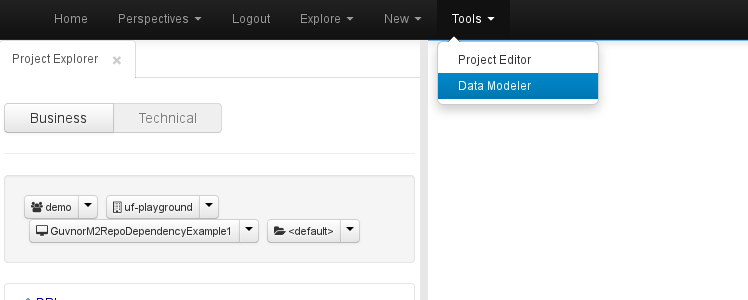 Home Perspectives Logout Explore New Tools
Project Explorer ×
Project Editor
Data Modeler
Business Technical
demo uf-playground
GuvnorM2RepoDependencyExample1 <default>